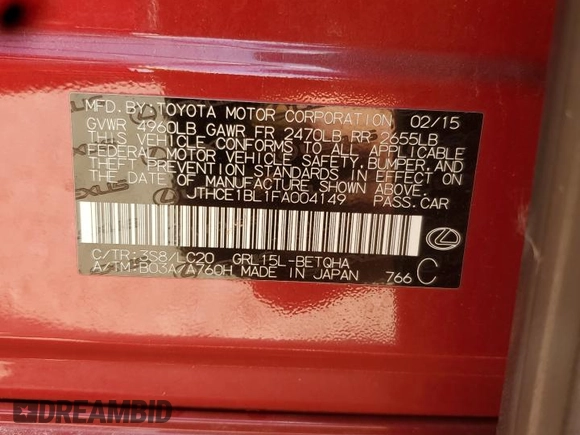 MFD. BY: TOYOTA MOTOR CORPORATION 02/15
GVWR 4960LB GAWR FR 2470LB RR 2655LB
THIS VEHICLE CONFORMS TO ALL APPLICABLE
FEDERAL MOTOR VEHICLE SAFETY, BUMPER, AND
THEFT PREVENTION STANDARDS IN EFFECT ON
THE DATE OF MANUFACTURE SHOWN ABOVE.
JTHCE1BL1FA004149 PASS.CAR
C/TR: 3S8/LC20 GRL15L-BETQHA
A/TM: B03A/A760H MADE IN JAPAN 766 C
DREAMBID